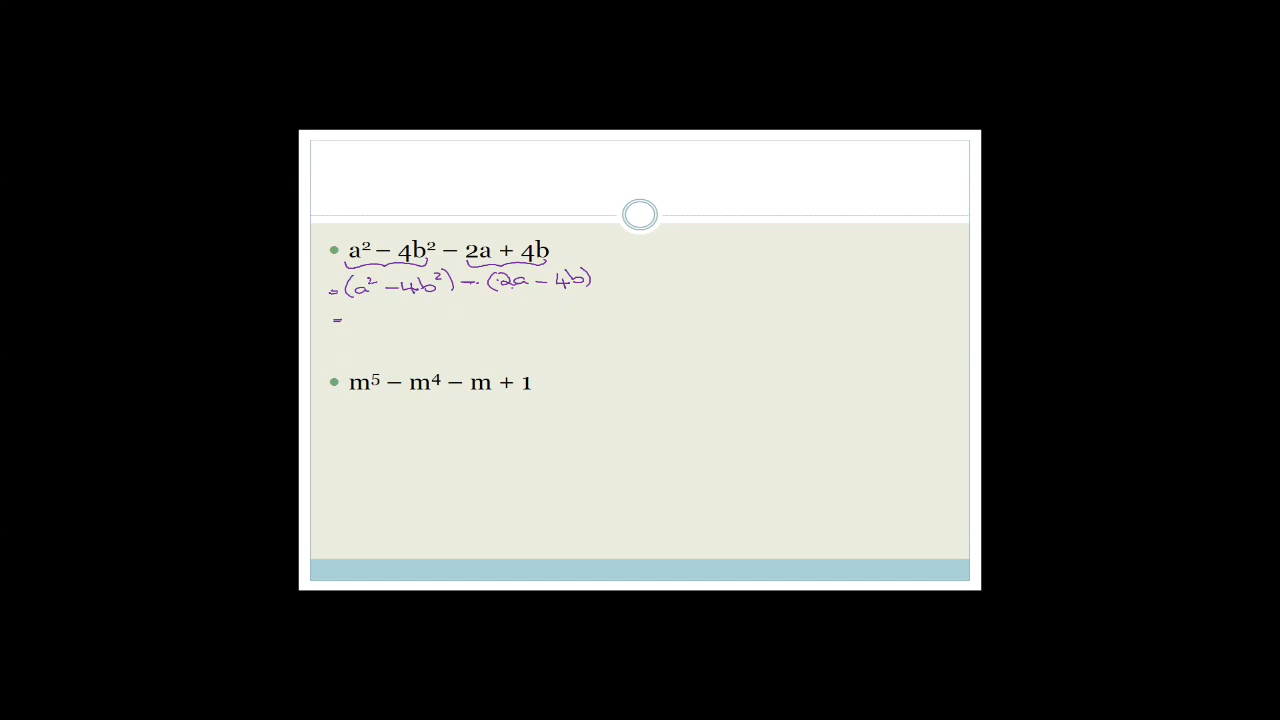 a² – 4b² – 2a + 4b
= (a² – 4b²) – (2a – 4b)
=
m⁵ – m⁴ – m + 1